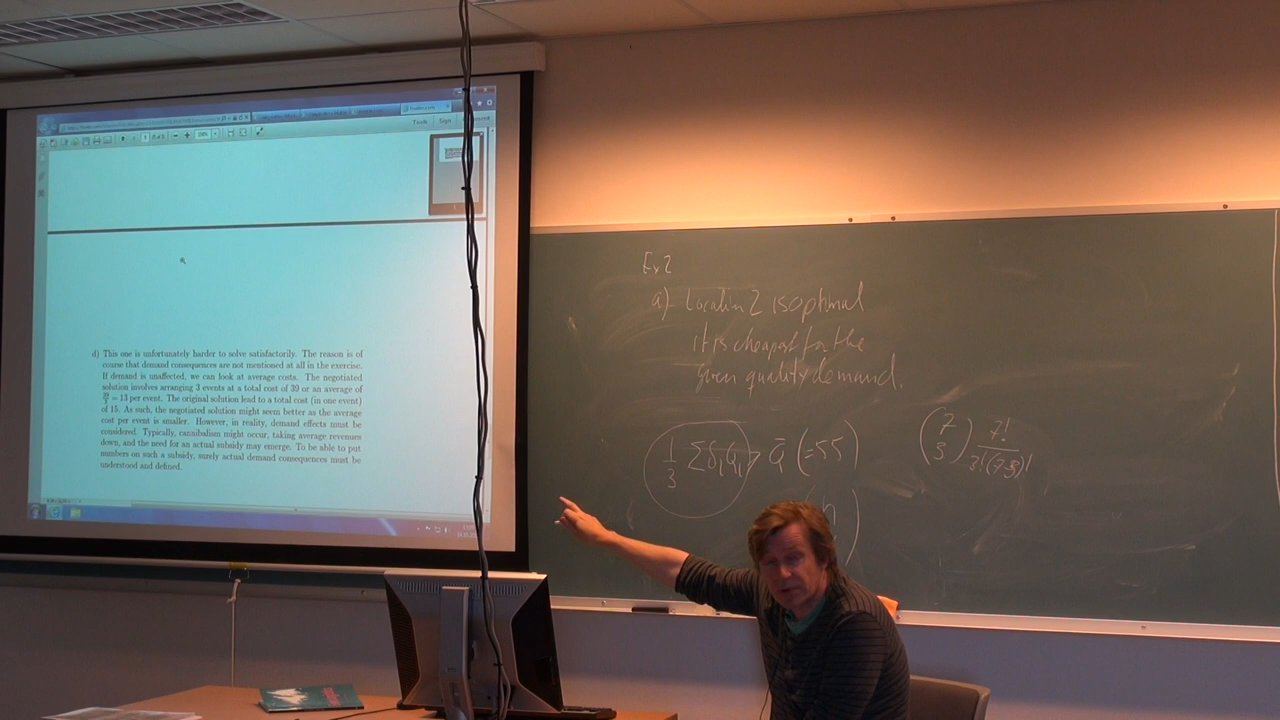 Tools Sign Comment
d) This one is unfortunately harder to solve satisfactorily. The reason is of
course that demand consequences are not mentioned at all in the exercise.
If demand is unaffected, we can look at average costs. The negotiated
solution involves arranging 3 events at a total cost of 39 or an average of
39/3 = 13 per event. The original solution lead to a total cost (in one event)
of 15. As such, the negotiated solution might seem better as the average
cost per event is smaller. However, in reality, demand effects must be
considered. Typically, cannibalism might occur, taking average revenues
down, and the need for an actual subsidy may emerge. To be able to put
numbers on such a subsidy, surely actual demand consequences must be
understood and defined.
Ex 2
a) Location 2 is optimal
it is cheapest for the
given quality demand.
1/3 Σ δᵢqᵢ > q̄ (=55)
(7 3) 7!/3!(7-3)!